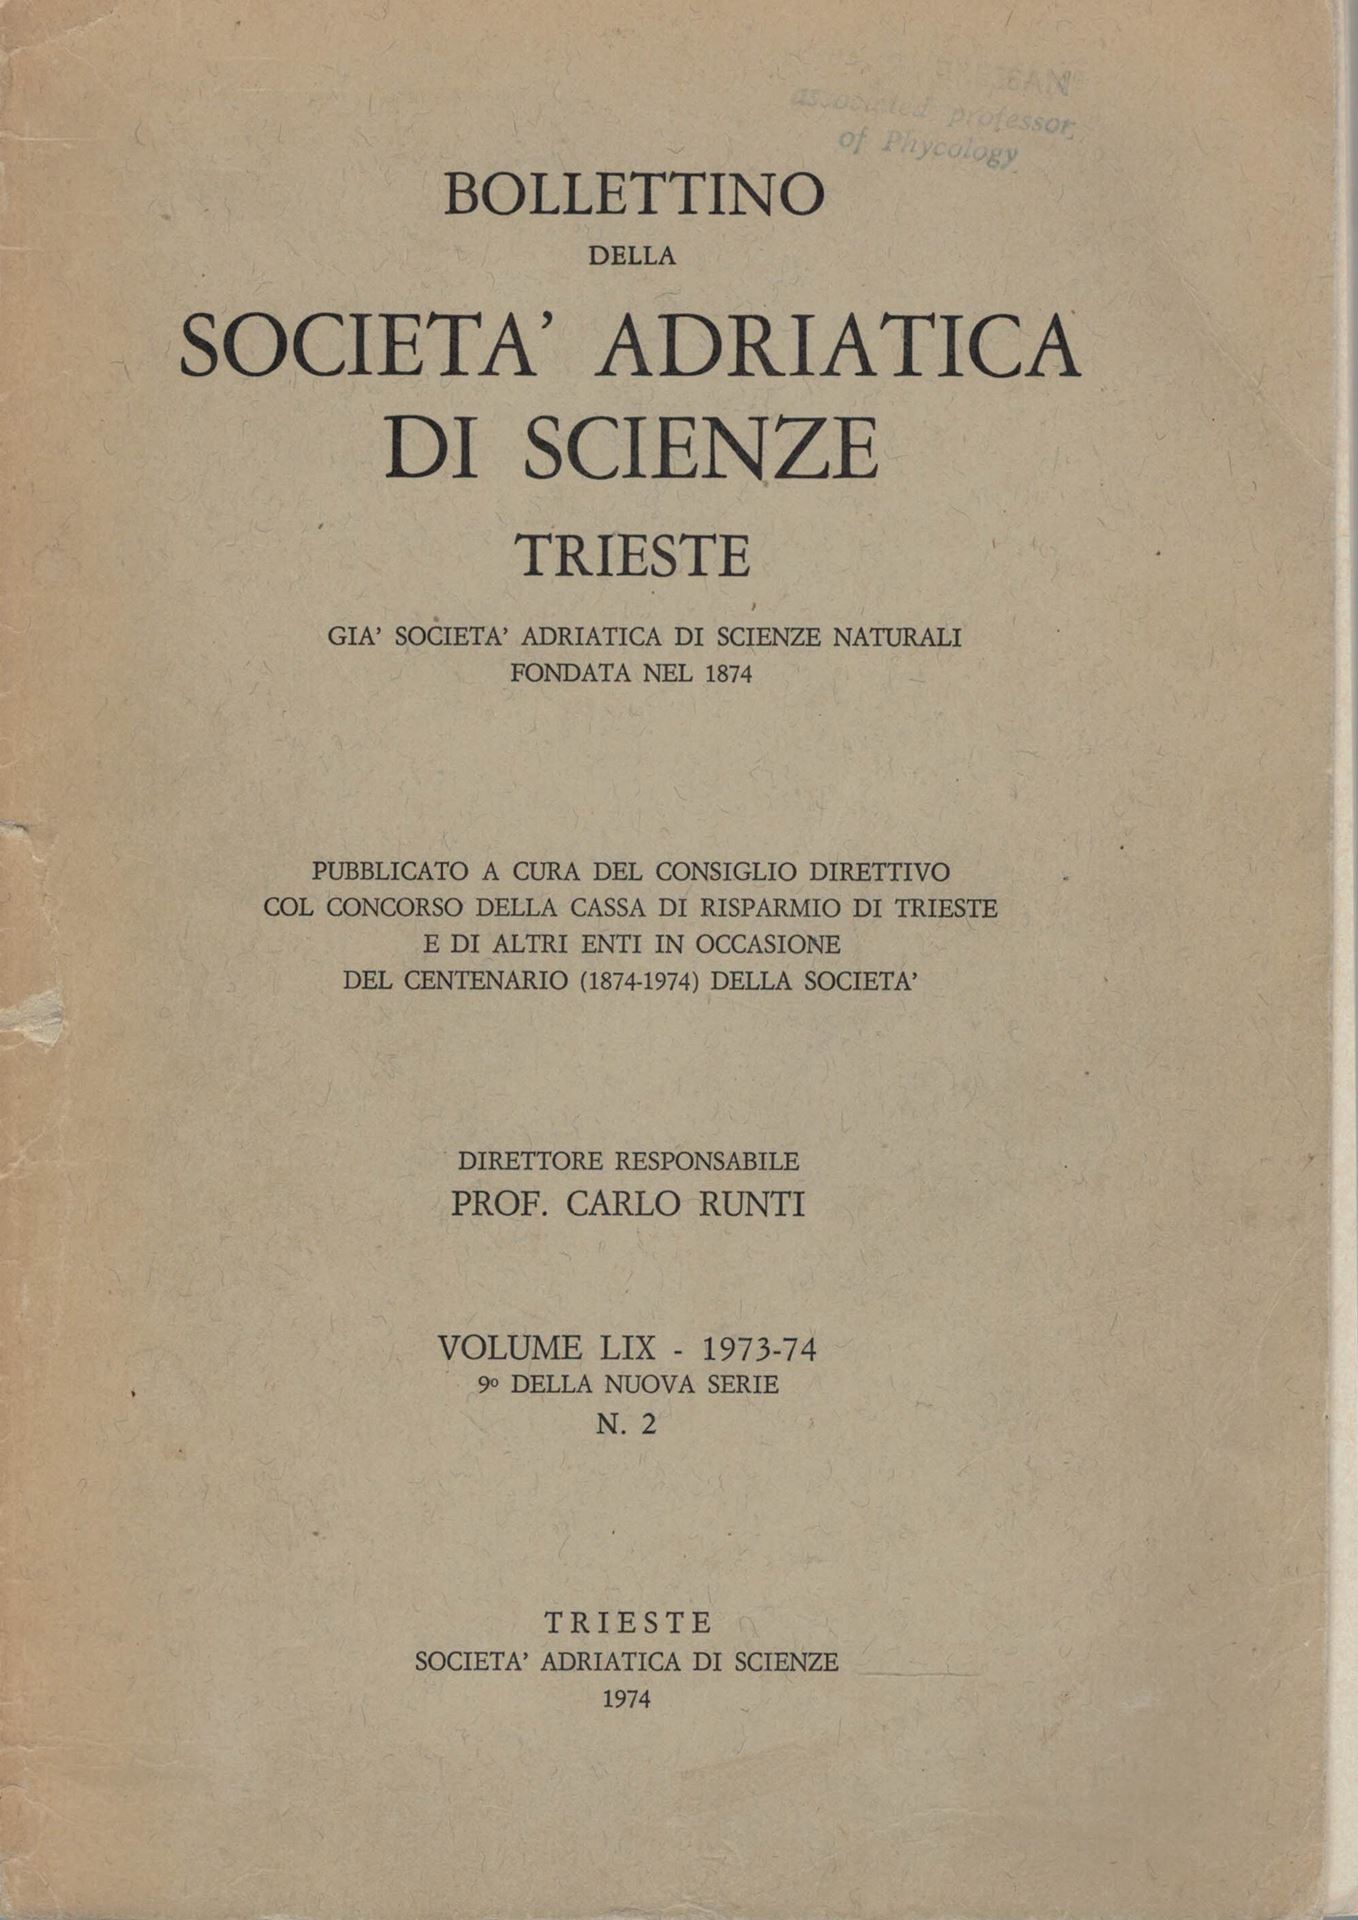 associated professor
of Phycology
BOLLETTINO
DELLA
SOCIETA’ ADRIATICA
DI SCIENZE
TRIESTE
GIA’ SOCIETA’ ADRIATICA DI SCIENZE NATURALI
FONDATA NEL 1874
PUBBLICATO A CURA DEL CONSIGLIO DIRETTIVO
COL CONCORSO DELLA CASSA DI RISPARMIO DI TRIESTE
E DI ALTRI ENTI IN OCCASIONE
DEL CENTENARIO (1874-1974) DELLA SOCIETA’
DIRETTORE RESPONSABILE
PROF. CARLO RUNTI
VOLUME LIX - 1973-74
9º DELLA NUOVA SERIE
N. 2
TRIESTE
SOCIETA’ ADRIATICA DI SCIENZE
1974